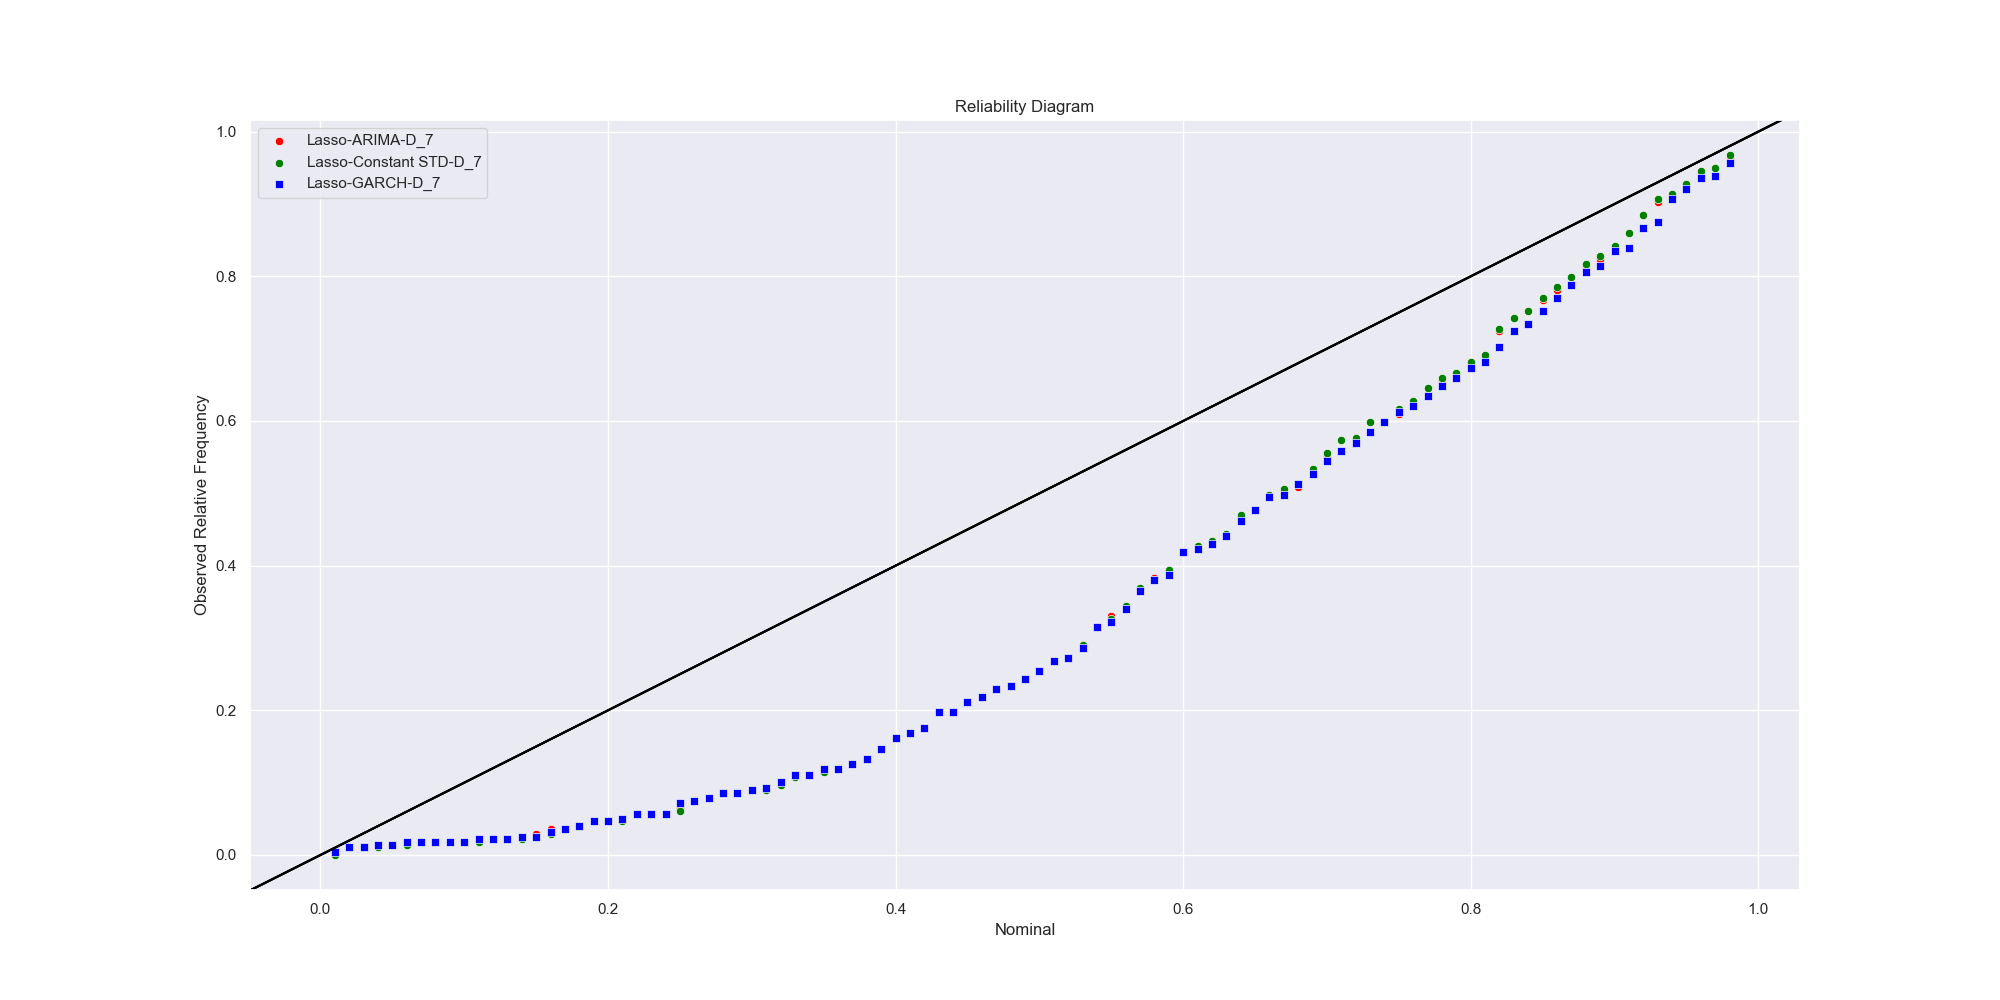 Reliability Diagram
Lasso-ARIMA-D_7
Lasso-Constant STD-D_7
Lasso-GARCH-D_7
1.0
0.8
0.6
0.4
0.2
0.0
Observed Relative Frequency
0.0 0.2 0.4 0.6 0.8 1.0
Nominal